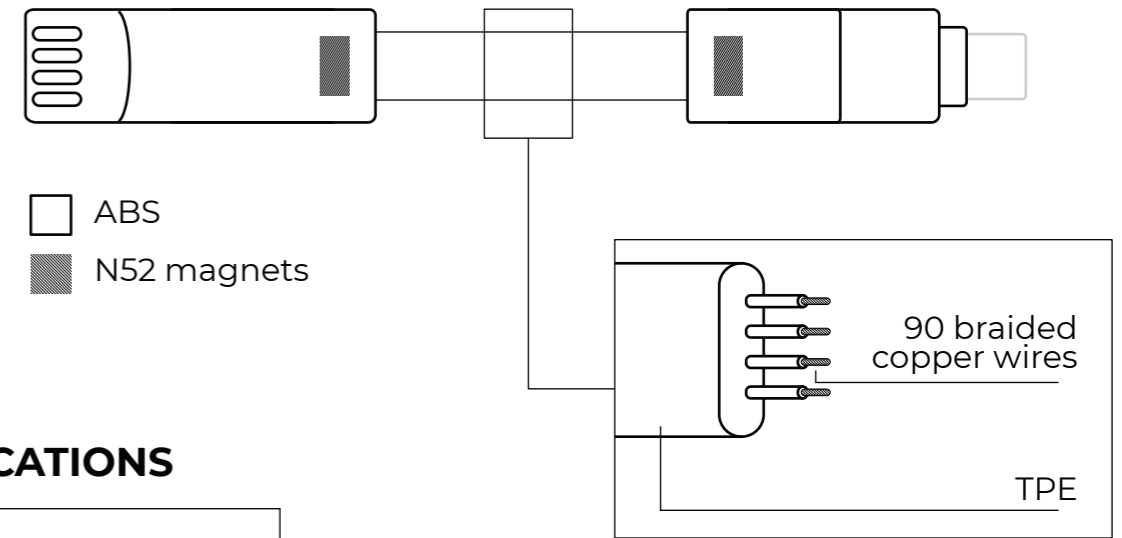 ABS
N52 magnets
90 braided
copper wires
TPE
CATIONS